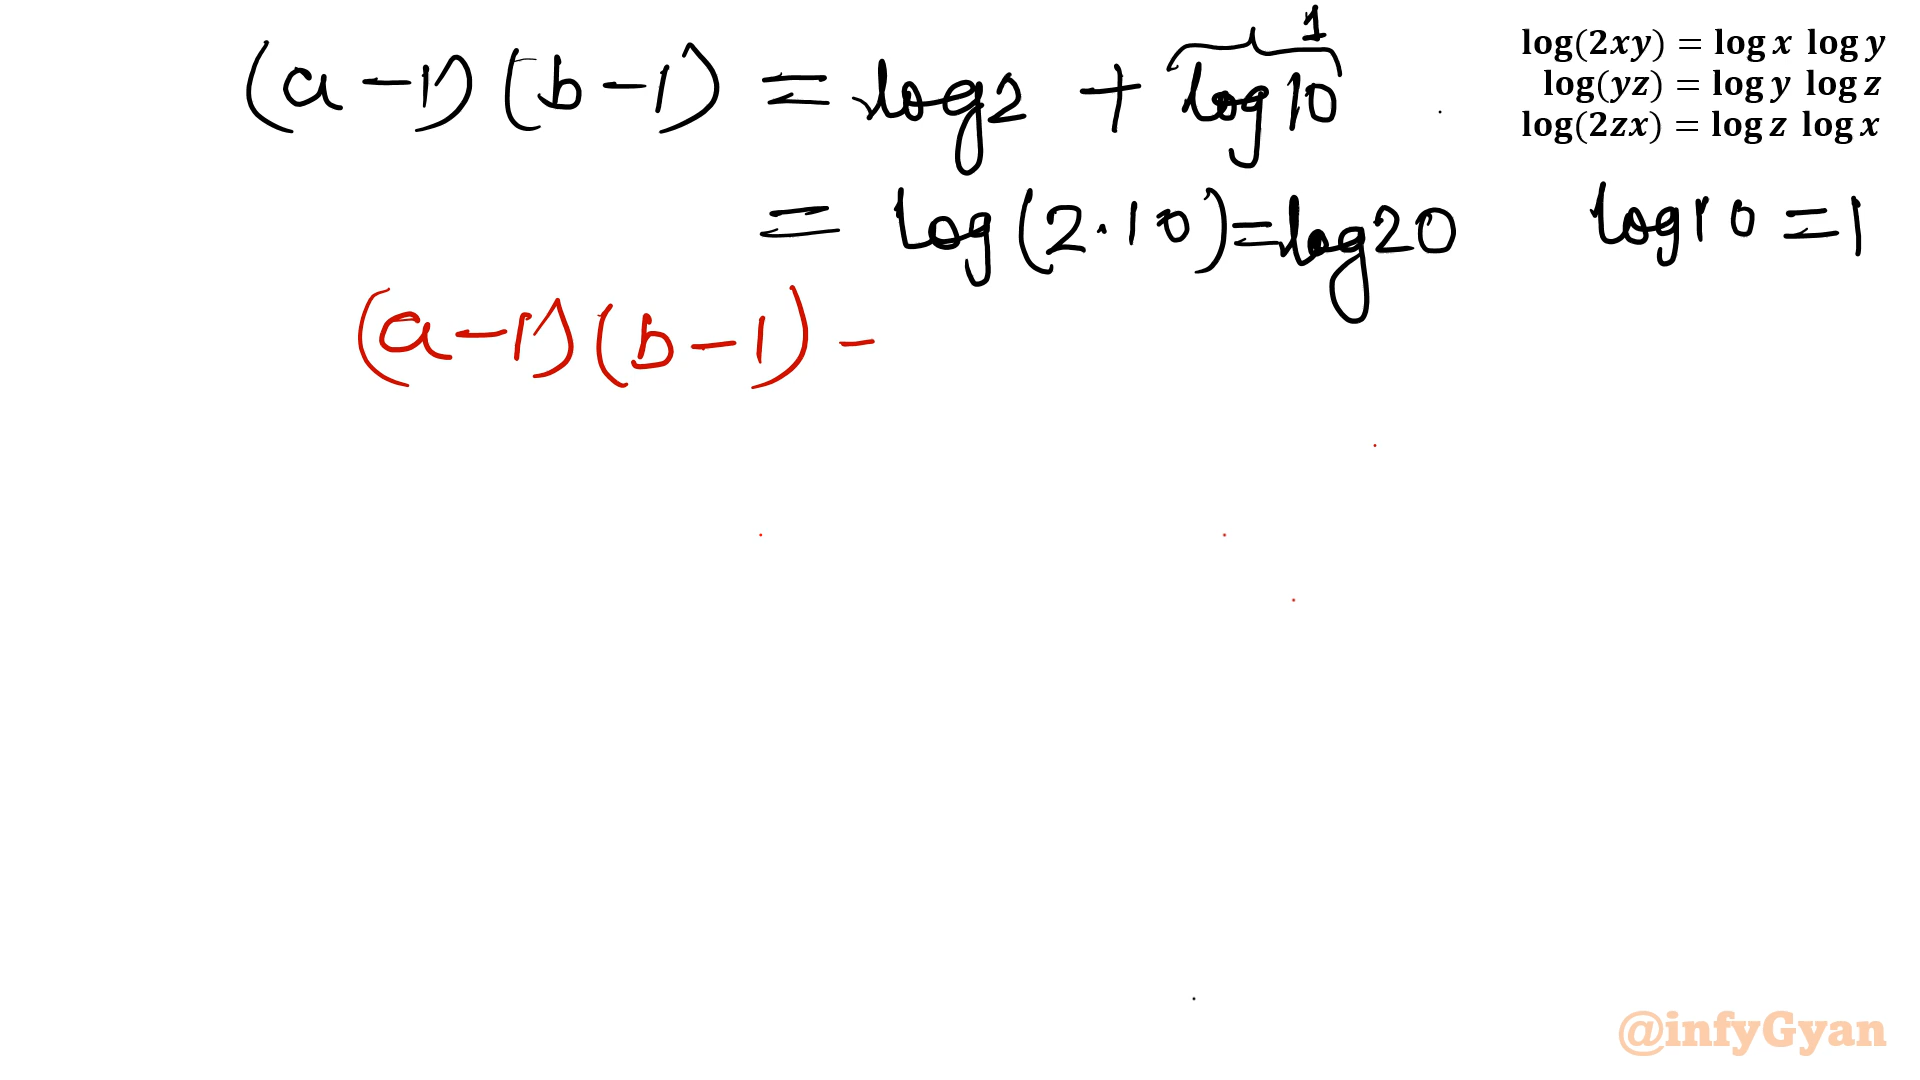 (a-1)(b-1) = log2 + log10
1
log(2xy) = log x log y
log(yz) = log y log z
log(2zx) = log z log x
= log(2·10)=log20
log10=1
(a-1)(b-1) -
@infyGyan